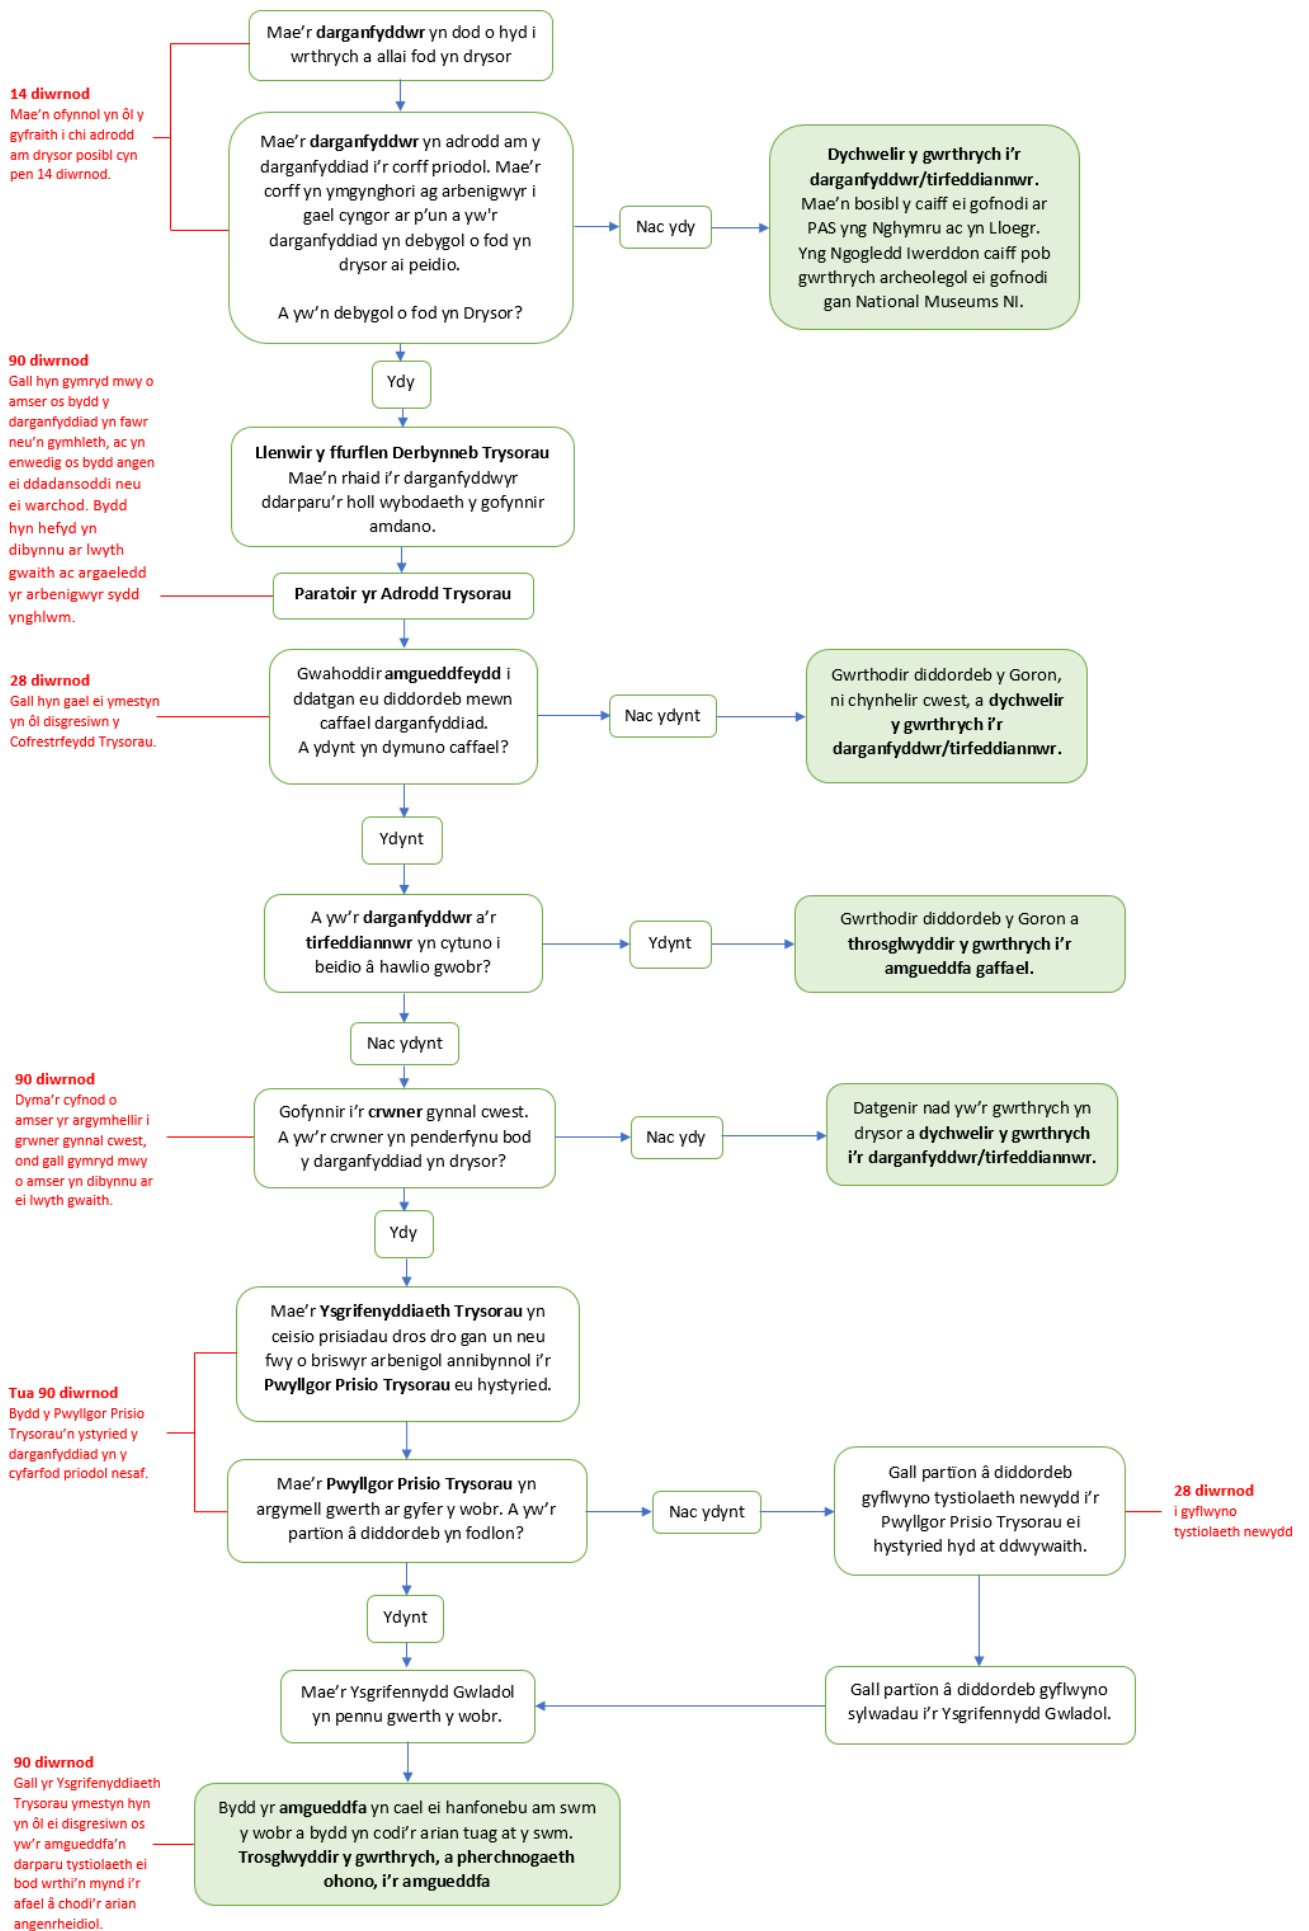 Mae'r darganfyddwr yn dod o hyd i
wrthrych a allai fod yn drysor
14 diwrnod
Mae'n ofynnol yn ôl y
gyfraith i chi adrodd
am drysor posibl cyn
pen 14 diwrnod.
Mae'r darganfyddwr yn adrodd am y
darganfyddiad i'r corff priodol. Mae'r
corff yn ymgynghori ag arbenigwyr i
gael cyngor ar p'un a yw'r
darganfyddiad yn debygol o fod yn
drysor ai peidio.
A yw'n debygol o fod yn Drysor?
Nac ydy
Dychwelir y gwrthrych i'r
darganfyddwr/tirfeddiannwr.
Mae'n bosibl y caiff ei gofnodi ar
PAS yng Nghymru ac yn Lloegr.
Yng Ngogledd Iwerddon caiff pob
gwrthrych archeolegol ei gofnodi
gan National Museums NI.
Ydy
90 diwrnod
Gall hyn gymryd mwy o
amser os bydd y
darganfyddiad yn fawr
neu'n gymhleth, ac yn
enwedig os bydd angen
ei ddadansoddi neu
ei warchod. Bydd
hyn hefyd yn
dibynnu ar lwyth
gwaith ac argaeledd
yr arbenigwyr sydd
ynghlwm.
Llenwir y ffurflen Derbynneb Trysorau
Mae'n rhaid i'r darganfyddwyr
ddarparu'r holl wybodaeth y gofynnir
amdano.
Paratoir yr Adrodd Trysorau
28 diwrnod
Gall hyn gael ei ymestyn
yn ôl disgresiwn y
Cofrestrfeydd Trysorau.
Gwahoddir amgueddfeydd i
ddatgan eu diddordeb mewn
caffael darganfyddiad.
A ydynt yn dymuno caffael?
Nac ydynt
Gwrthodir diddordeb y Goron,
ni chynhelir cwest, a dychwelir
y gwrthrych i'r
darganfyddwr/tirfeddiannwr.
Ydynt
A yw'r darganfyddwr a'r
tirfeddiannwr yn cytuno i
beidio â hawlio gwobr?
Ydynt
Gwrthodir diddordeb y Goron a
throsglwyddir y gwrthrych i'r
amgueddfa gaffael.
Nac ydynt
90 diwrnod
Dyma'r cyfnod o
amser yr argymhellir i
grwner gynnal cwest,
ond gall gymryd mwy
o amser yn dibynnu ar
ei lwyth gwaith.
Gofynnir i'r crwner gynnal cwest.
A yw'r crwner yn penderfynu bod
y darganfyddiad yn drysor?
Nac ydy
Datgenir nad yw'r gwrthrych yn
drysor a dychwelir y gwrthrych
i'r darganfyddwr/tirfeddiannwr.
Ydy
Mae'r Ysgrifenyddiaeth Trysorau yn
ceisio prisiadau dros dro gan un neu
fwy o briswyr arbenigol annibynnol i'r
Pwyllgor Prisio Trysorau eu hystyried.
Tua 90 diwrnod
Bydd y Pwyllgor Prisio
Trysorau'n ystyried y
darganfyddiad yn y
cyfarfod priodol nesaf.
Mae'r Pwyllgor Prisio Trysorau yn
argymell gwerth ar gyfer y wobr. A yw'r
partïon â diddordeb yn fodlon?
Nac ydynt
Gall partïon â diddordeb
gyflwyno tystiolaeth newydd i'r
Pwyllgor Prisio Trysorau ei
hystyried hyd at ddwywaith.
28 diwrnod
i gyflwyno
tystiolaeth newydd
Ydynt
Mae'r Ysgrifennydd Gwladol
yn pennu gwerth y wobr.
Gall partïon â diddordeb gyflwyno
sylwadau i'r Ysgrifennydd Gwladol.
90 diwrnod
Gall yr Ysgrifenyddiaeth
Trysorau ymestyn hyn
yn ôl ei disgresiwn os
yw'r amgueddfa'n
darparu tystiolaeth ei
bod wrthi'n mynd i'r
afael â chodi'r arian
angenrheidiol.
Bydd yr amgueddfa yn cael ei hanfonebu am swm
y wobr a bydd yn codi'r arian tuag at y swm.
Trosglwyddir y gwrthrych, a pherchnogaeth
ohono, i'r amgueddfa